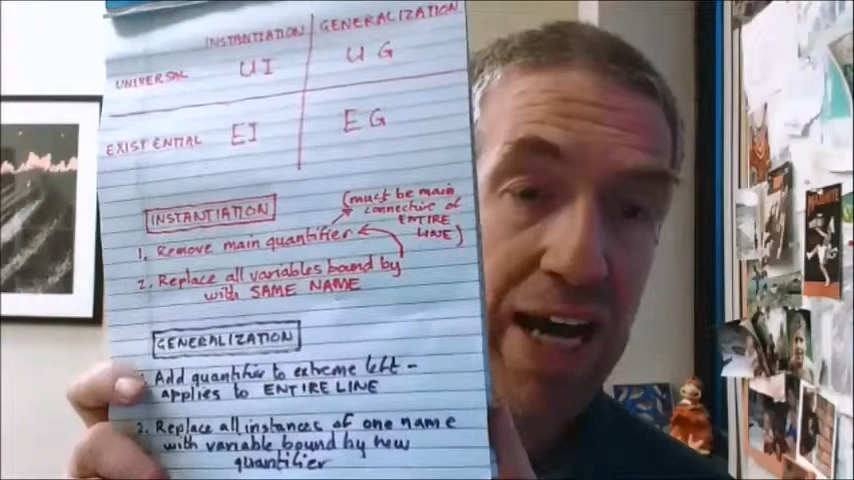 INSTANTIATION GENERALIZATION
UNIVERSAL UI UG
EXISTENTIAL EI EG
INSTANTIATION
(must be main
connective of
ENTIRE
LINE)
1. Remove main quantifier
2. Replace all variables bound by
with SAME NAME
GENERALIZATION
1. Add quantifier to extreme left -
applies to ENTIRE LINE
2. Replace all instances of one name
with variable bound by new
quantifier